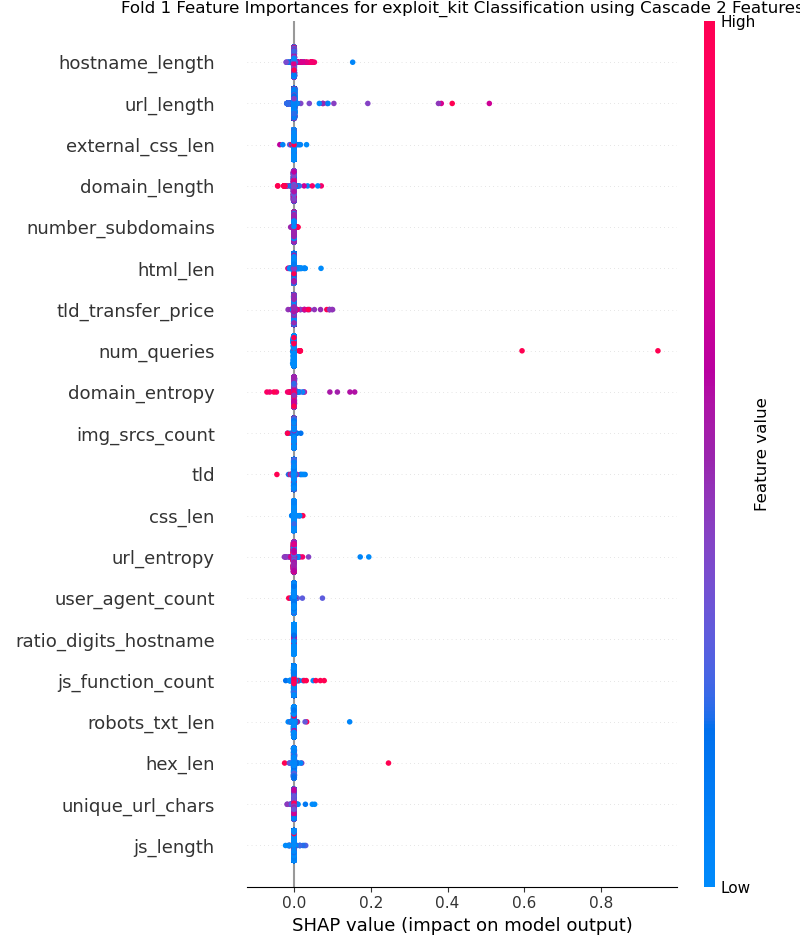 Fold 1 Feature Importances for exploit_kit Classification using Cascade 2 Features
High
hostname_length
url_length
external_css_len
domain_length
number_subdomains
html_len
tld_transfer_price
num_queries
domain_entropy
img_srcs_count
tld
css_len
url_entropy
user_agent_count
ratio_digits_hostname
js_function_count
robots_txt_len
hex_len
unique_url_chars
js_length
Feature value
Low
0.0 0.2 0.4 0.6 0.8
SHAP value (impact on model output)